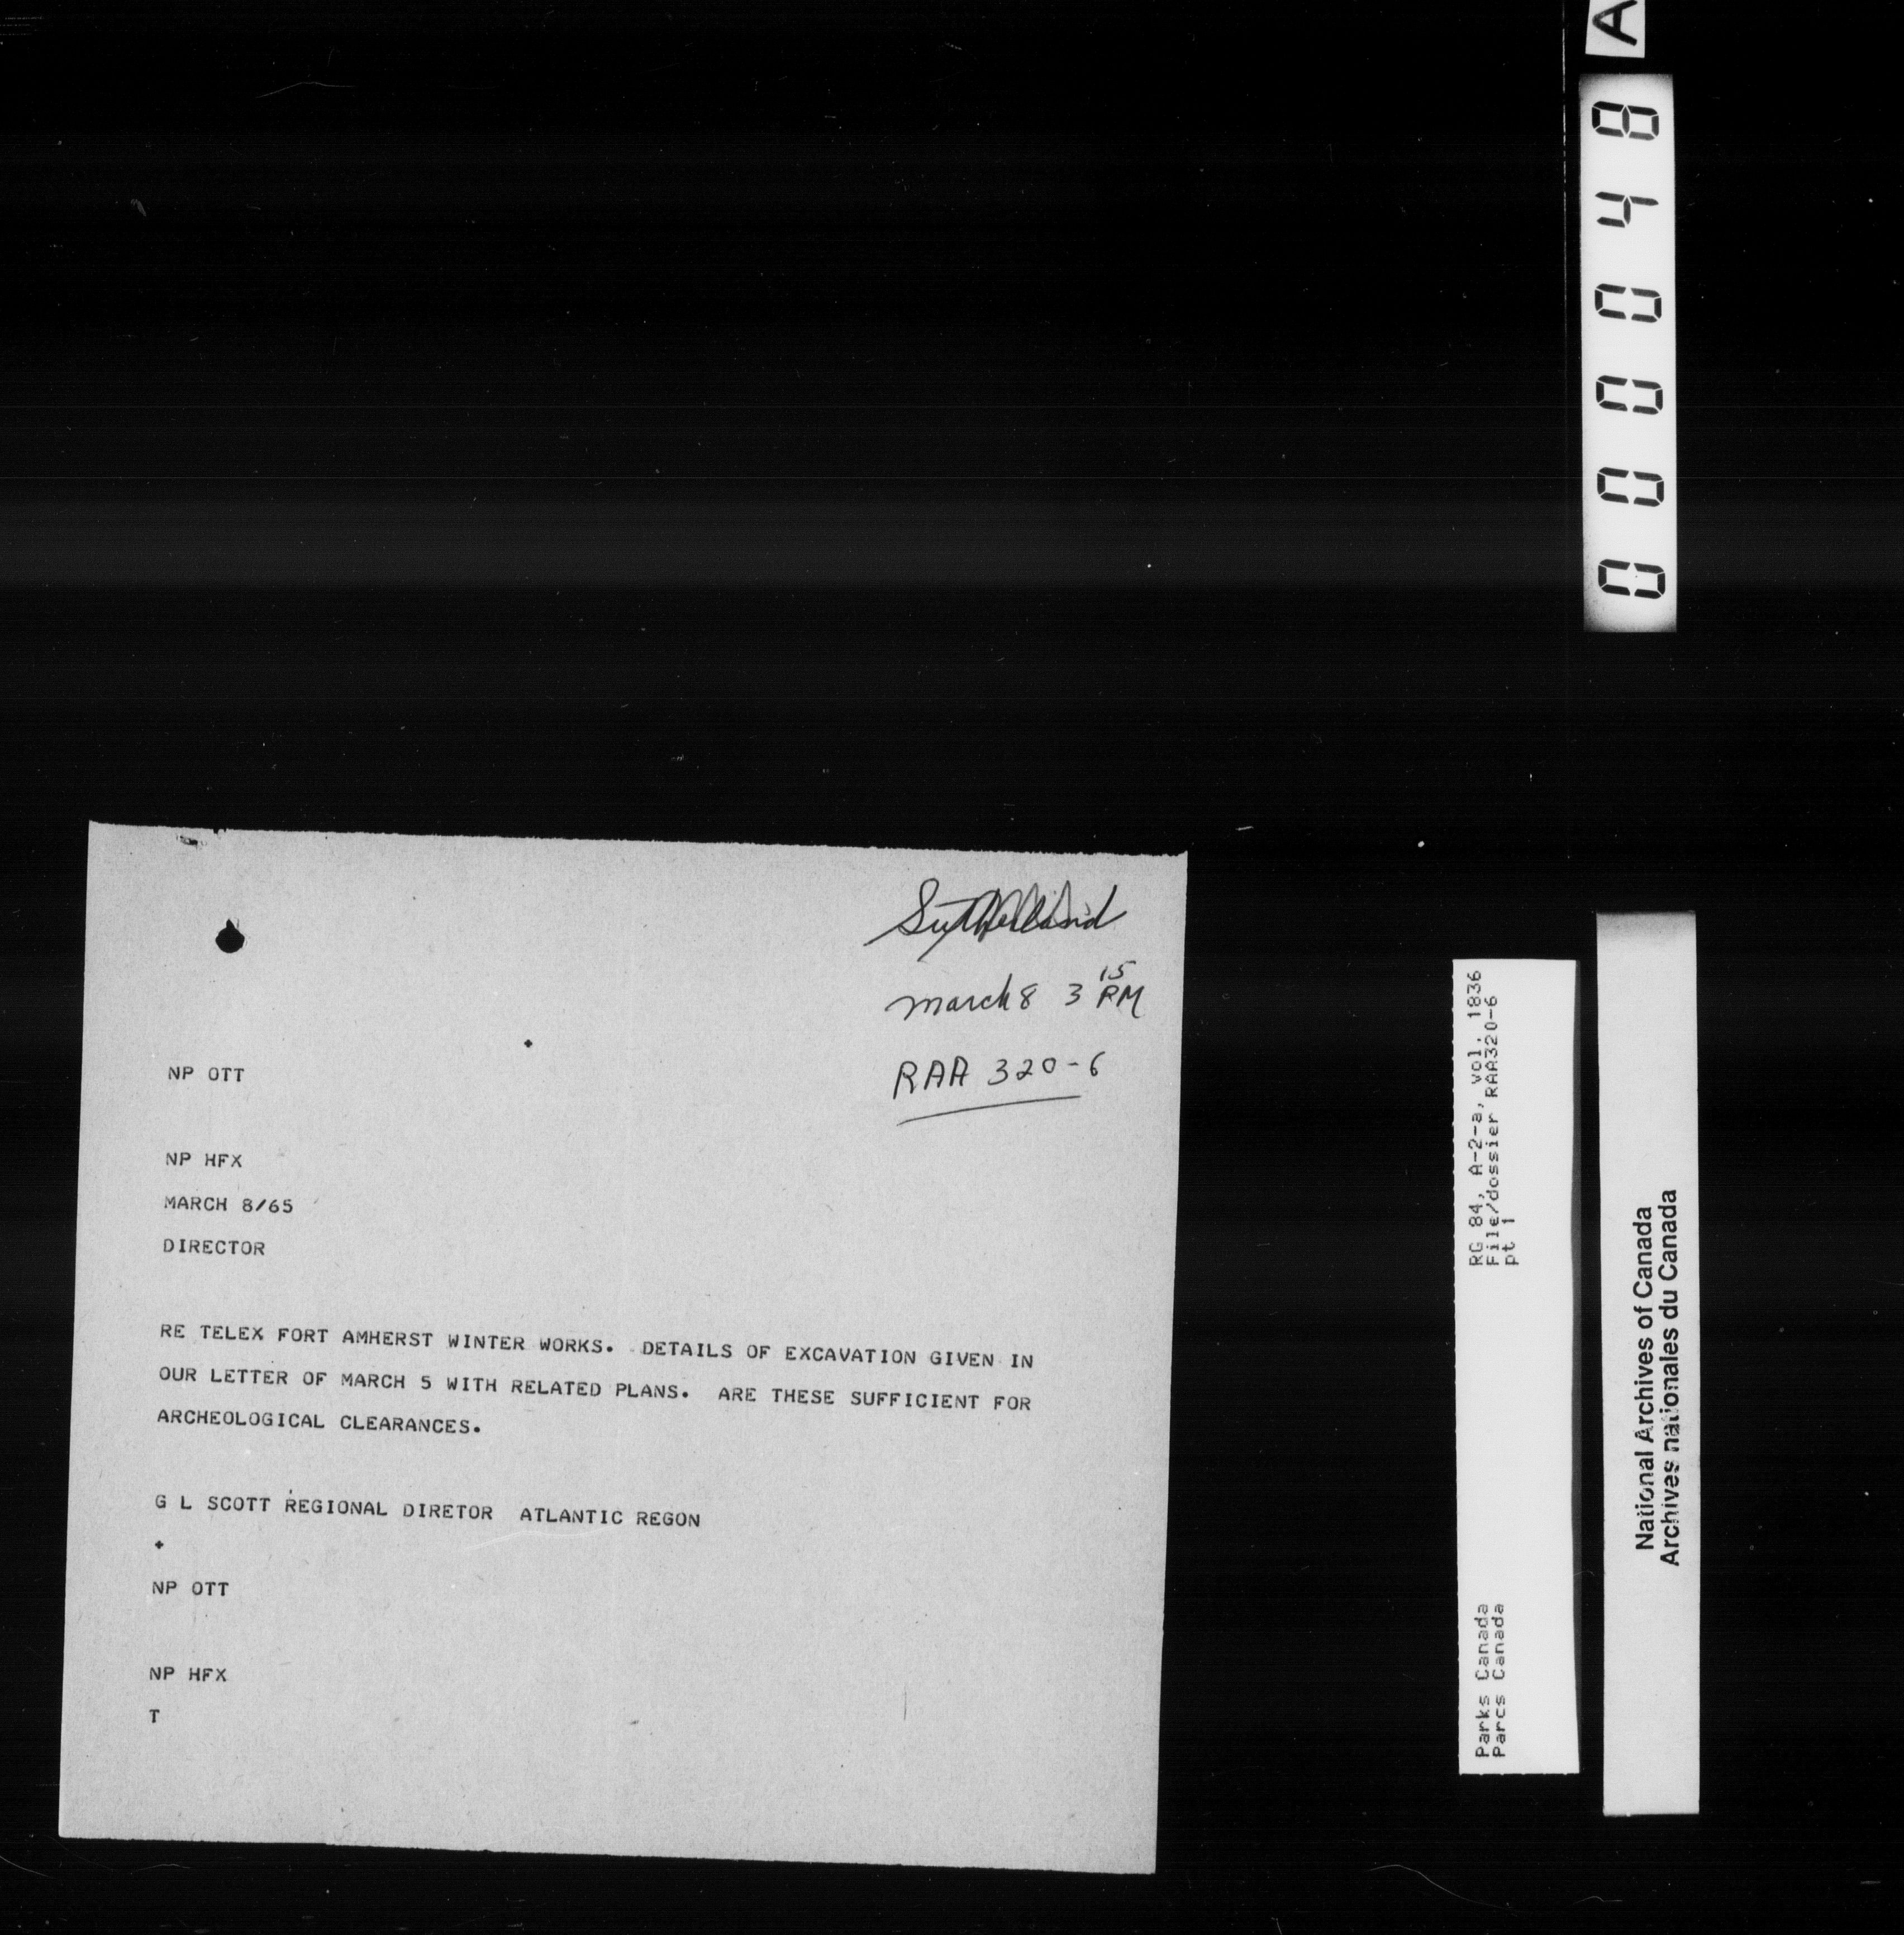 Sutherland
March 8 3 15 PM
RAA 320-6
NP OTT
NP HFX
MARCH 8/65
DIRECTOR
RE TELEX FORT AMHERST WINTER WORKS. DETAILS OF EXCAVATION GIVEN IN
OUR LETTER OF MARCH 5 WITH RELATED PLANS. ARE THESE SUFFICIENT FOR
ARCHEOLOGICAL CLEARANCES.
G L SCOTT REGIONAL DIRETOR ATLANTIC REGON
+
NP OTT
NP HFX
T
RG 84, A-2-a, vol. 1836
File/dossier RAA320-6
pt 1
Parks Canada
Parcs Canada
National Archives of Canada
Archives nationales du Canada
000048
A